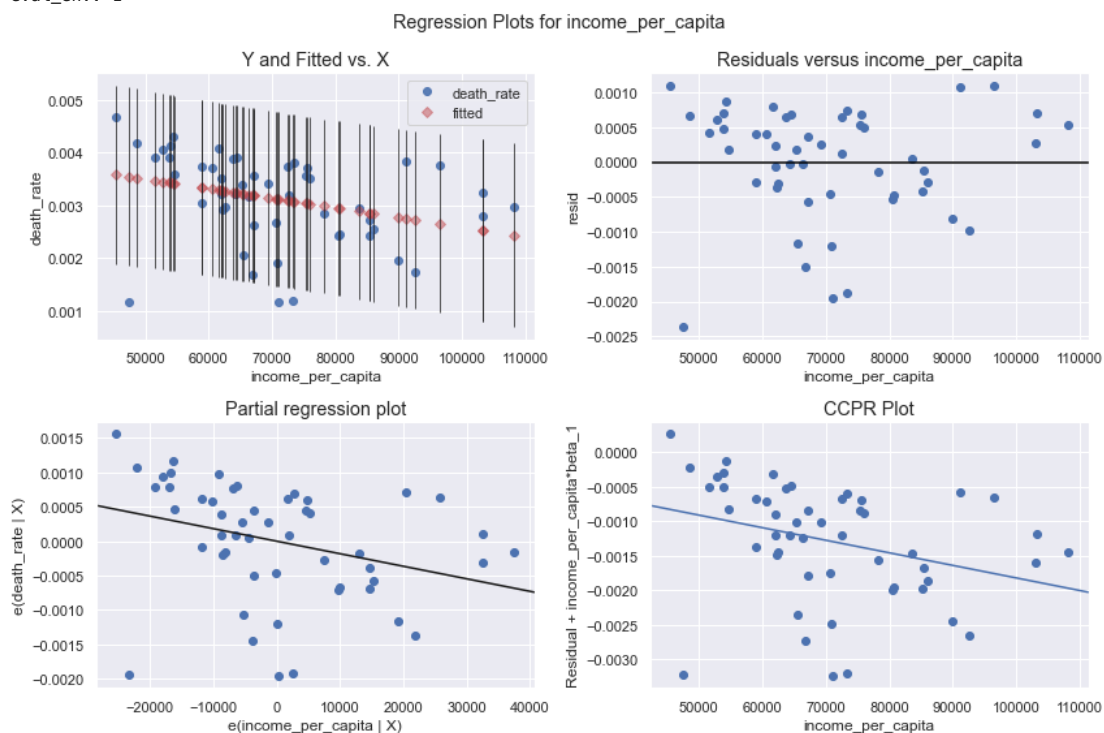 Regression Plots for income_per_capita
Y and Fitted vs. X
death_rate
fitted
0.005
0.004
0.003
0.002
0.001
death_rate
50000 60000 70000 80000 90000 100000 110000
income_per_capita
Residuals versus income_per_capita
0.0010
0.0005
0.0000
−0.0005
−0.0010
−0.0015
−0.0020
−0.0025
resid
50000 60000 70000 80000 90000 100000 110000
income_per_capita
Partial regression plot
0.0015
0.0010
0.0005
0.0000
−0.0005
−0.0010
−0.0015
−0.0020
e(death_rate | X)
−20000 −10000 0 10000 20000 30000 40000
e(income_per_capita | X)
CCPR Plot
0.0000
−0.0005
−0.0010
−0.0015
−0.0020
−0.0025
−0.0030
Residual + income_per_capita*beta_1
50000 60000 70000 80000 90000 100000 110000
income_per_capita